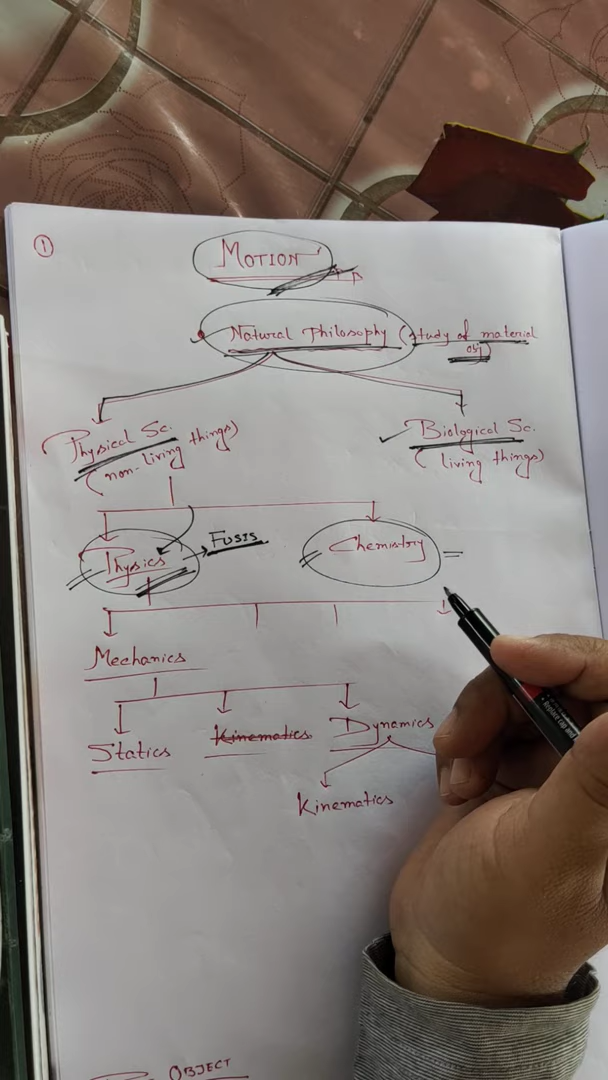 ①
MOTION
Natural Philosophy (study of material
obj)
Physical Sc.
(non-living things)
Biological Sc.
(living things)
Physics
FUSIS
Chemistry
Mechanics
Statics
Kinematics
Dynamics
Kinematics
OBJECT